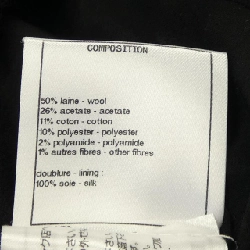 COMPOSITION
50% laine - wool
26% acetate - acetate
11% coton - cotton
10% polyester - polyester
2% polyamide - polyamide
1% autres fibres - other fibres
doublure - lining :
100% soie - silk